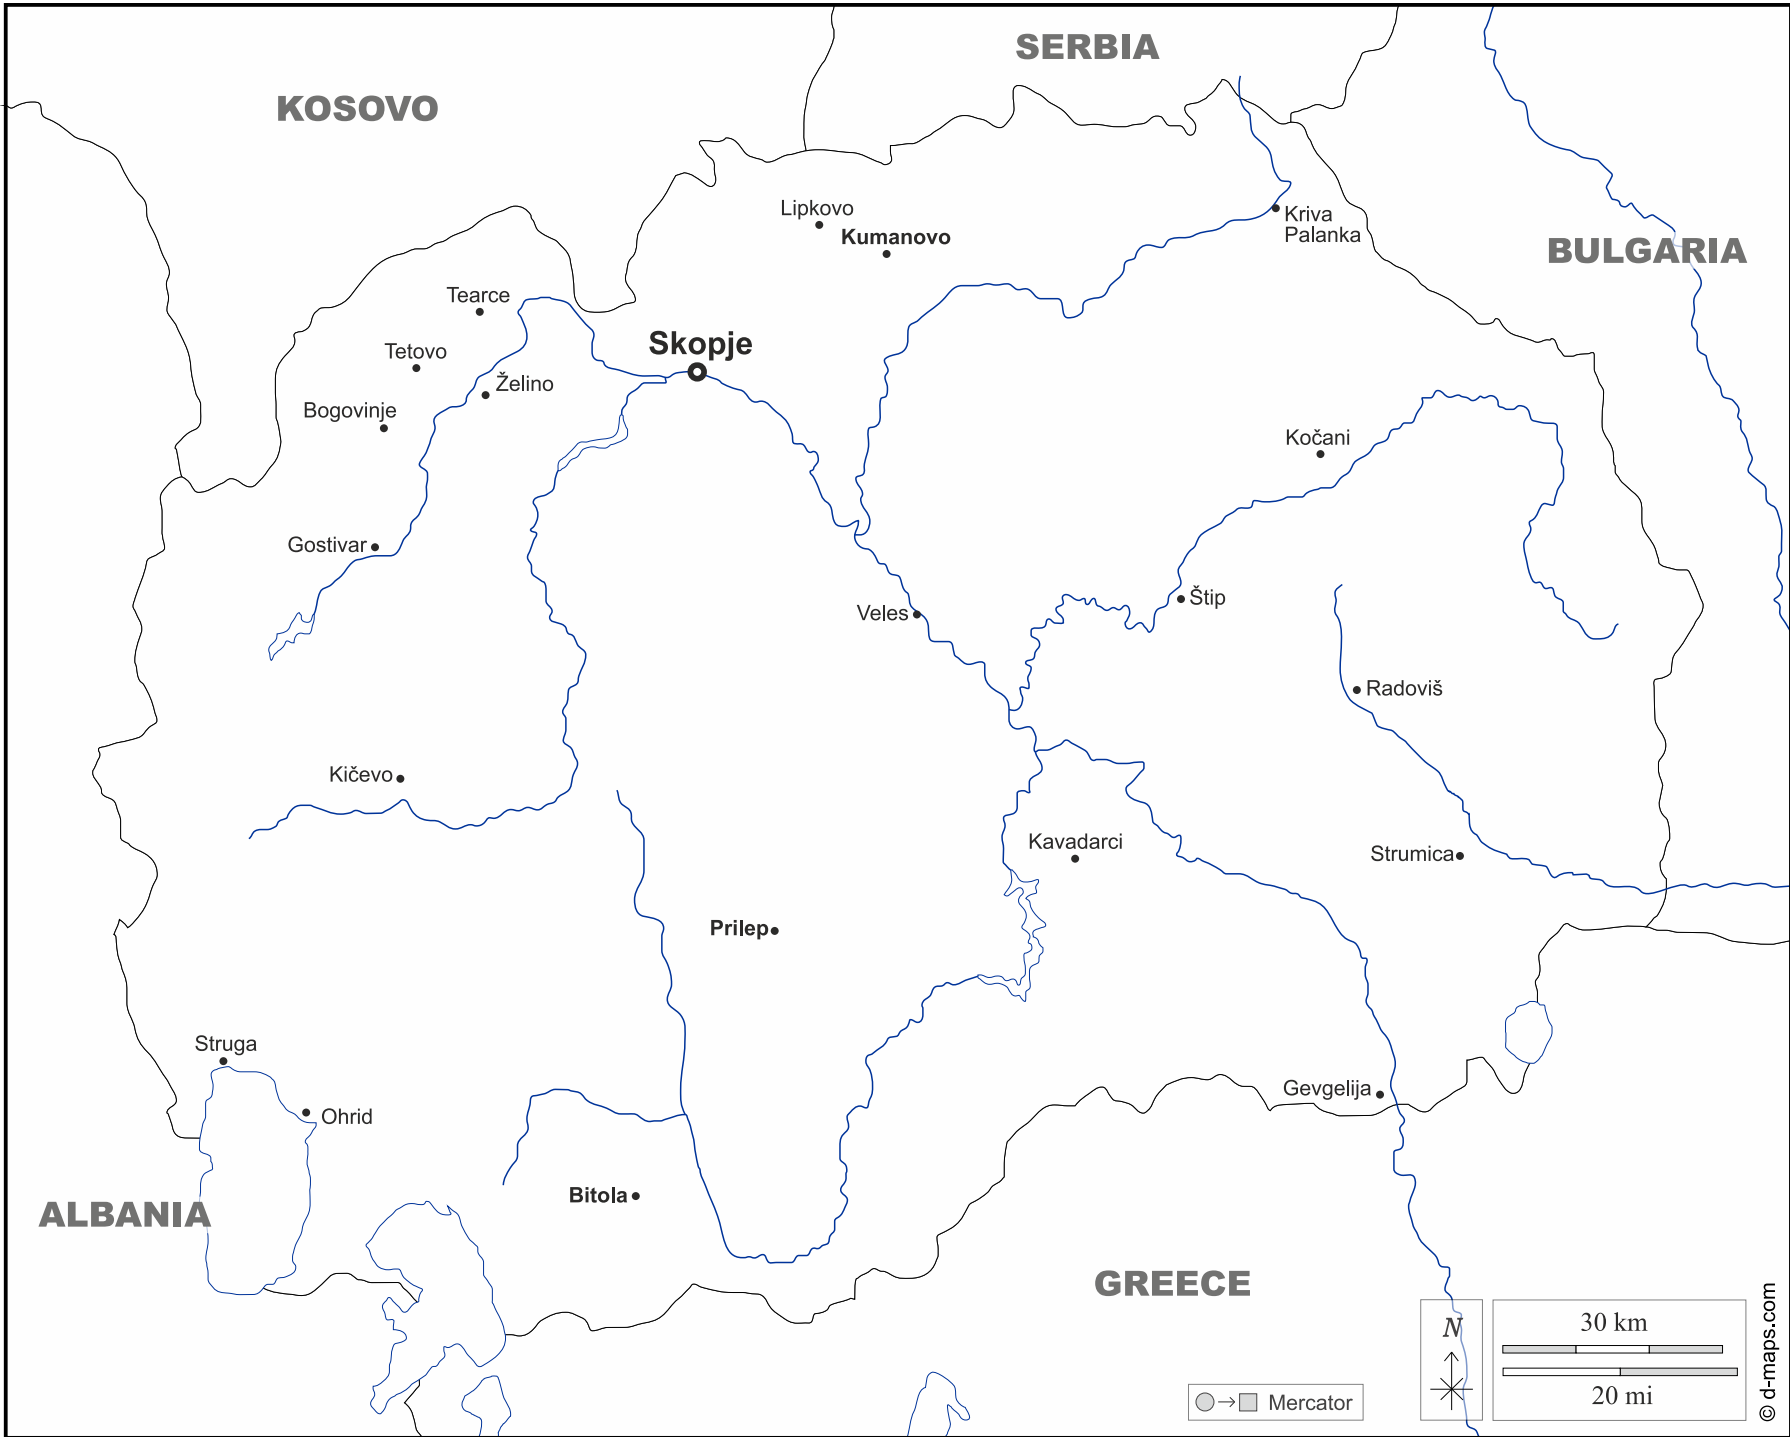 SERBIA
KOSOVO
Lipkovo
Kumanovo
Kriva
Palanka
BULGARIA
Tearce
Skopje
Tetovo
Želino
Bogovinje
Kočani
Gostivar
Štip
Veles
Radoviš
Kičevo
Kavadarci
Strumica
Prilep
Struga
Gevgelija
Ohrid
Bitola
ALBANIA
GREECE
N
30 km
20 mi
Mercator
© d-maps.com